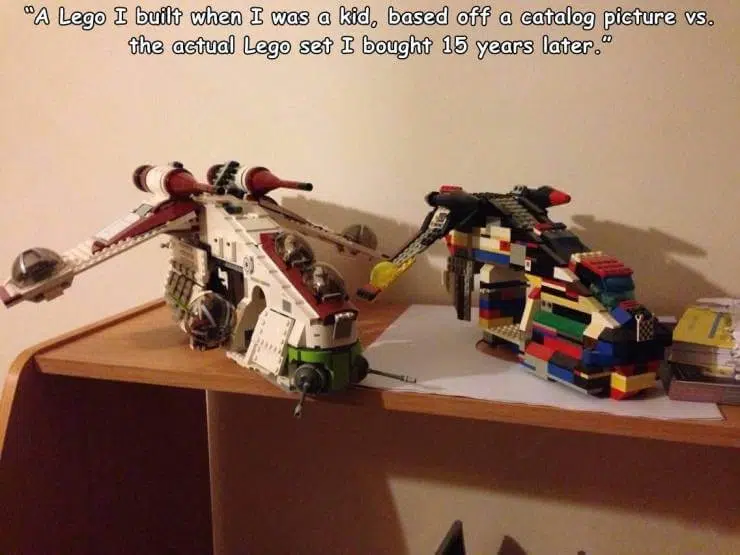 "A Lego I built when I was a kid, based off a catalog picture vs.
the actual Lego set I bought 15 years later."